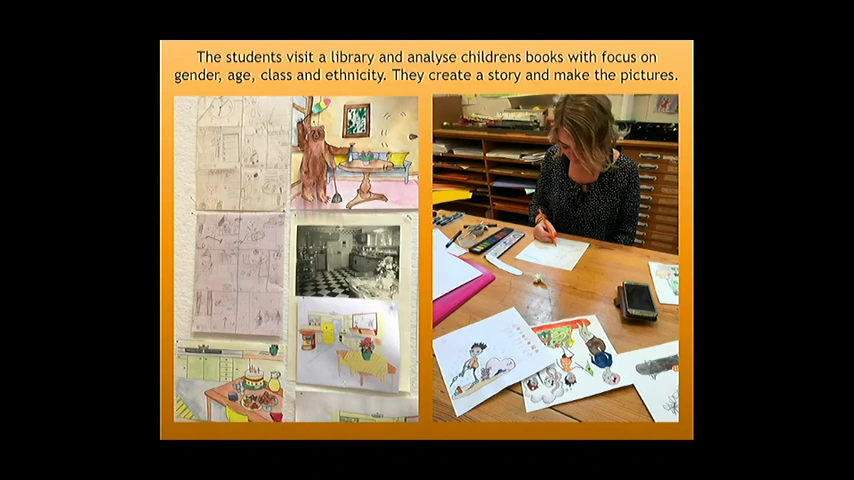 The students visit a library and analyse childrens books with focus on
gender, age, class and ethnicity. They create a story and make the pictures.